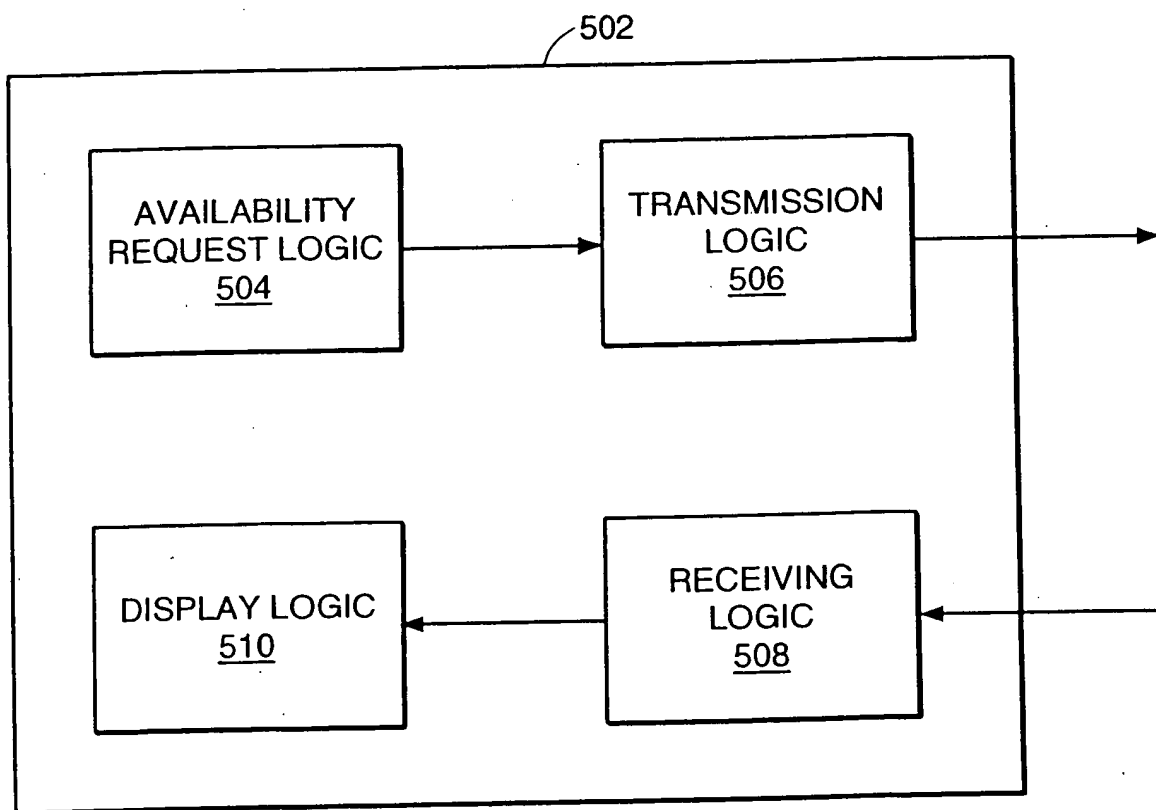 502
AVAILABILITY
REQUEST LOGIC
504
TRANSMISSION
LOGIC
506
DISPLAY LOGIC
510
RECEIVING
LOGIC
508